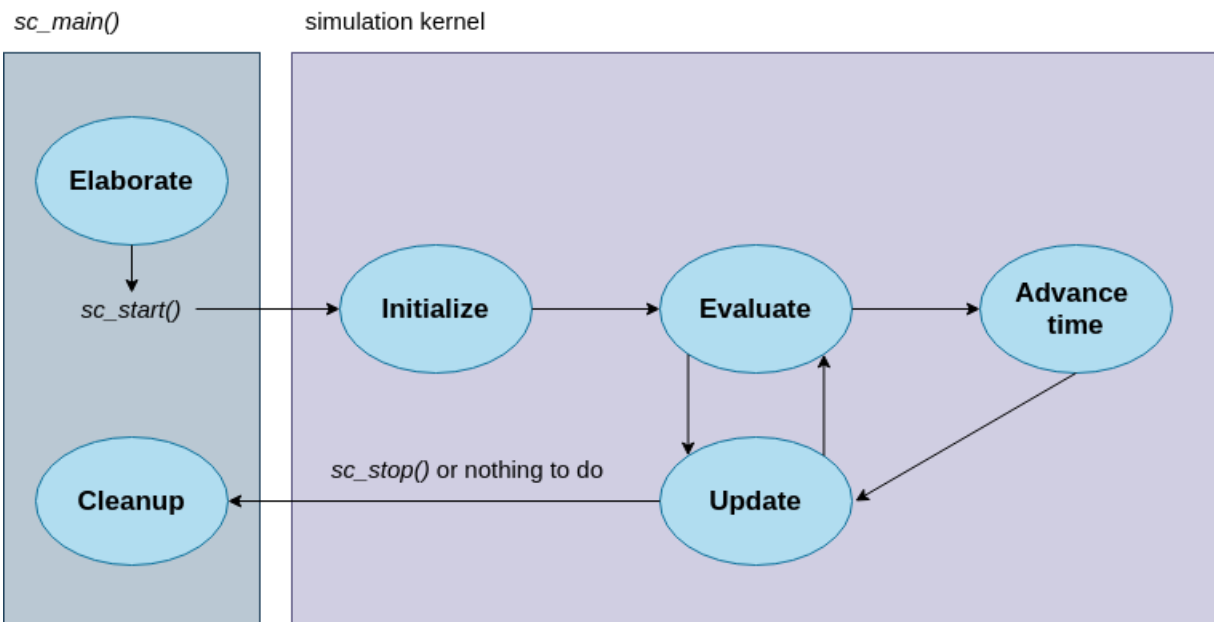 sc_main()
simulation kernel
Elaborate
sc_start()
Initialize
Evaluate
Advance
time
sc_stop() or nothing to do
Cleanup
Update